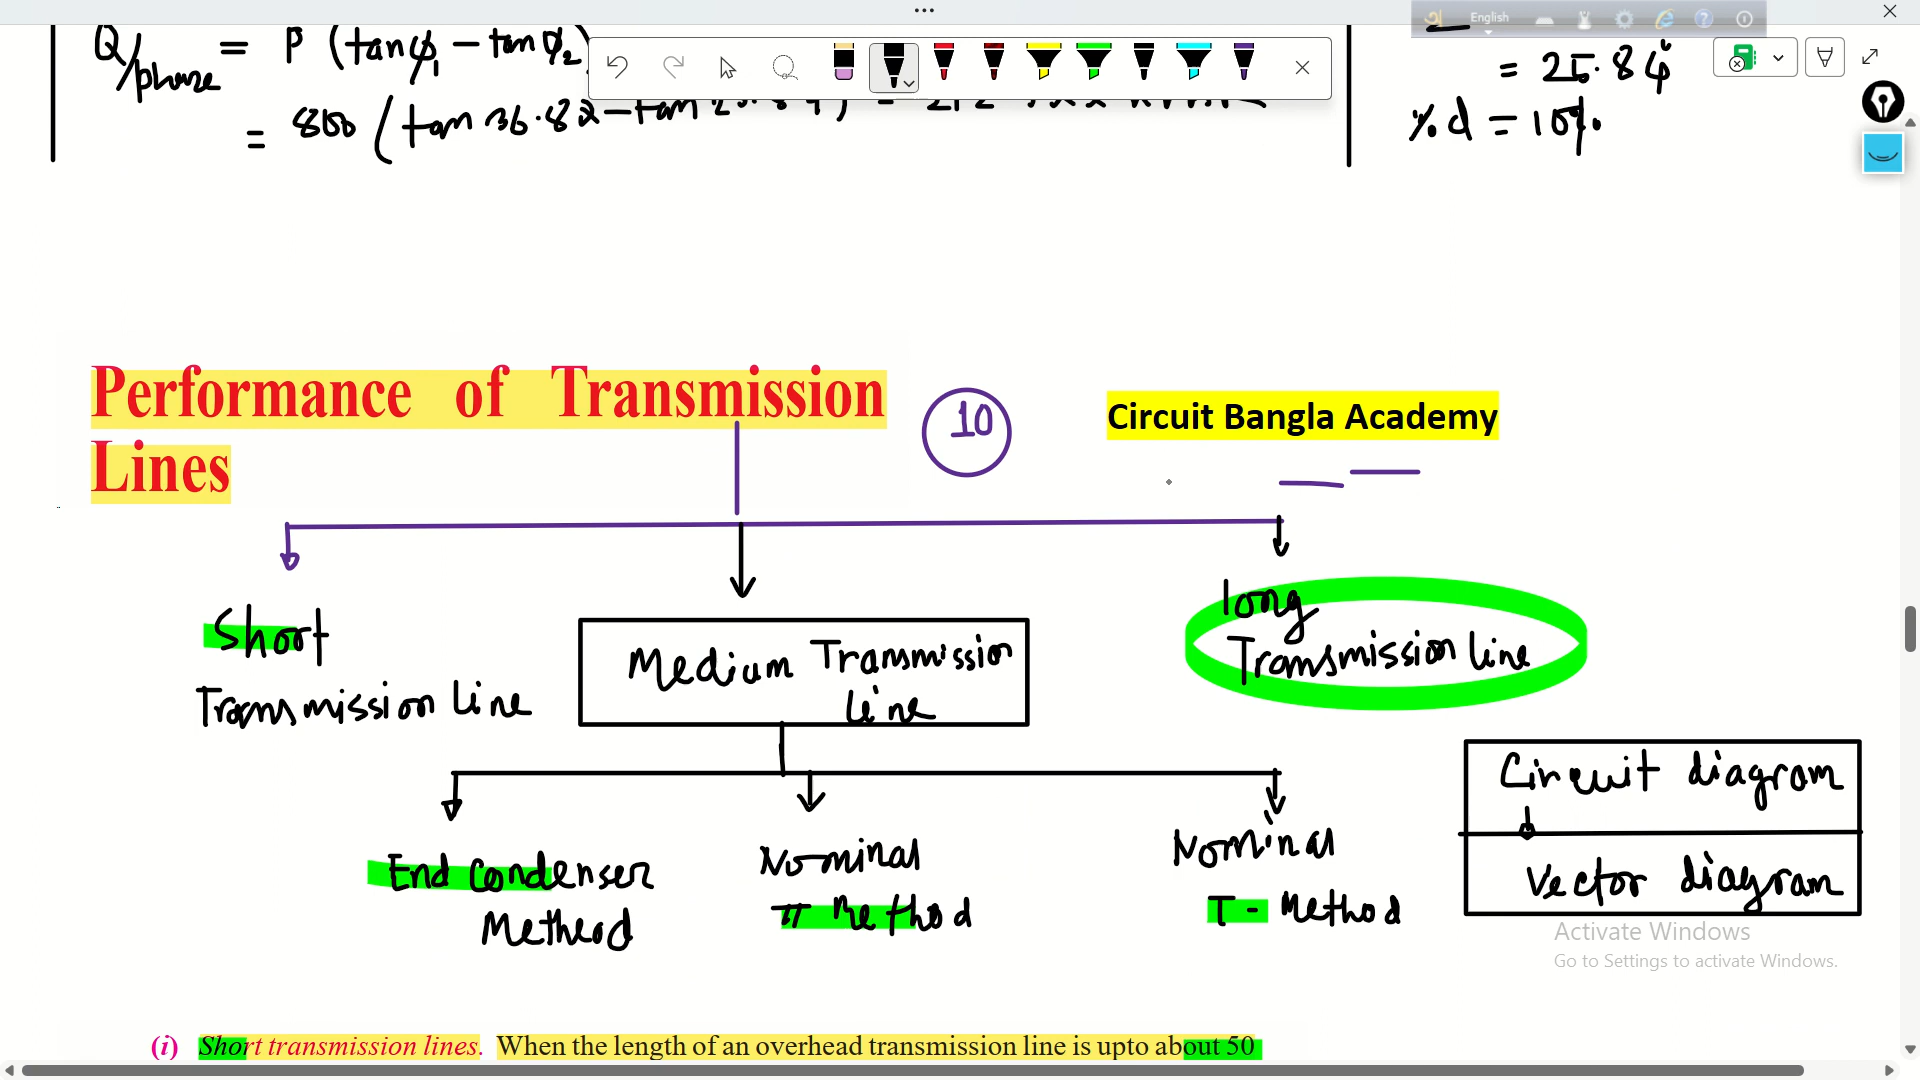 English
Q/phase = P (tanφ₁ − tanφ₂)
= 25.84°
= 800 (tan 36.82 −
% d = 10%
Performance of Transmission
Lines
10
Circuit Bangla Academy
Short
Transmission line
Medium Transmission
line
long
Transmission line
End Condenser
Methord
Nominal
π Method
Nominal
T - Method
Circuit diagram
Vector diagram
Activate Windows
Go to Settings to activate Windows.
(i) Short transmission lines. When the length of an overhead transmission line is upto about 50